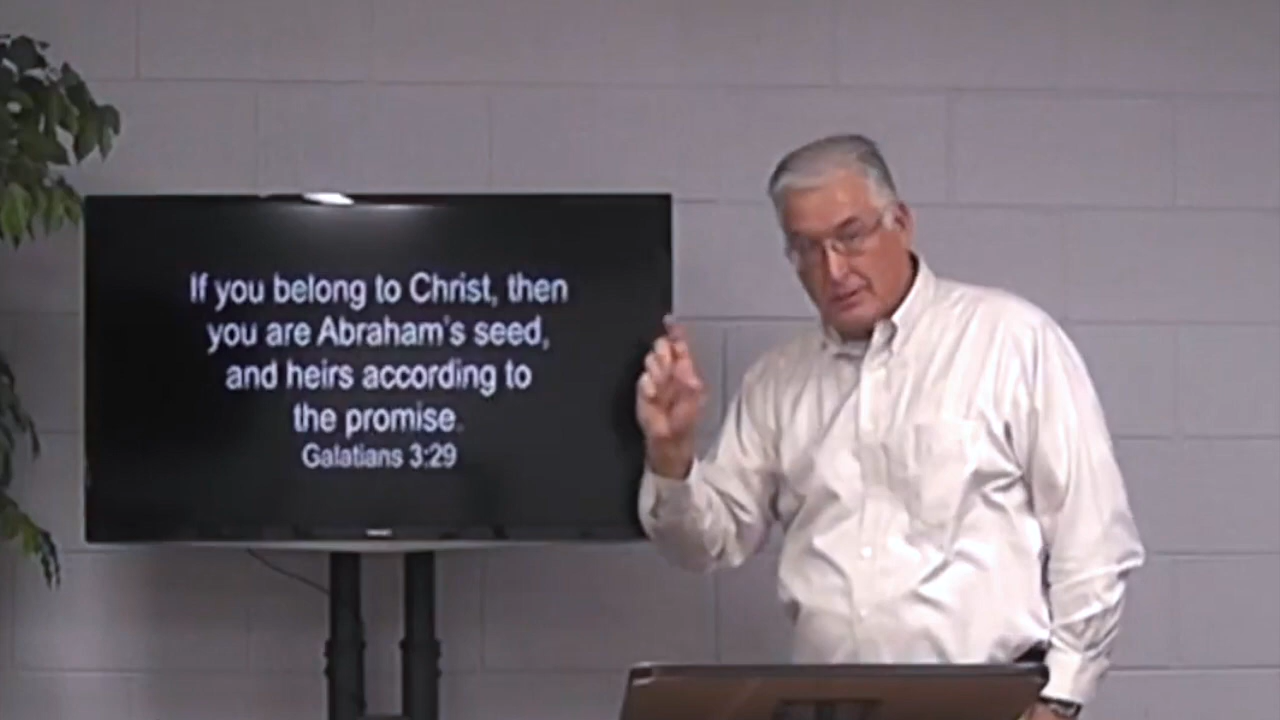 If you belong to Christ, then
you are Abraham's seed,
and heirs according to
the promise.
Galatians 3:29